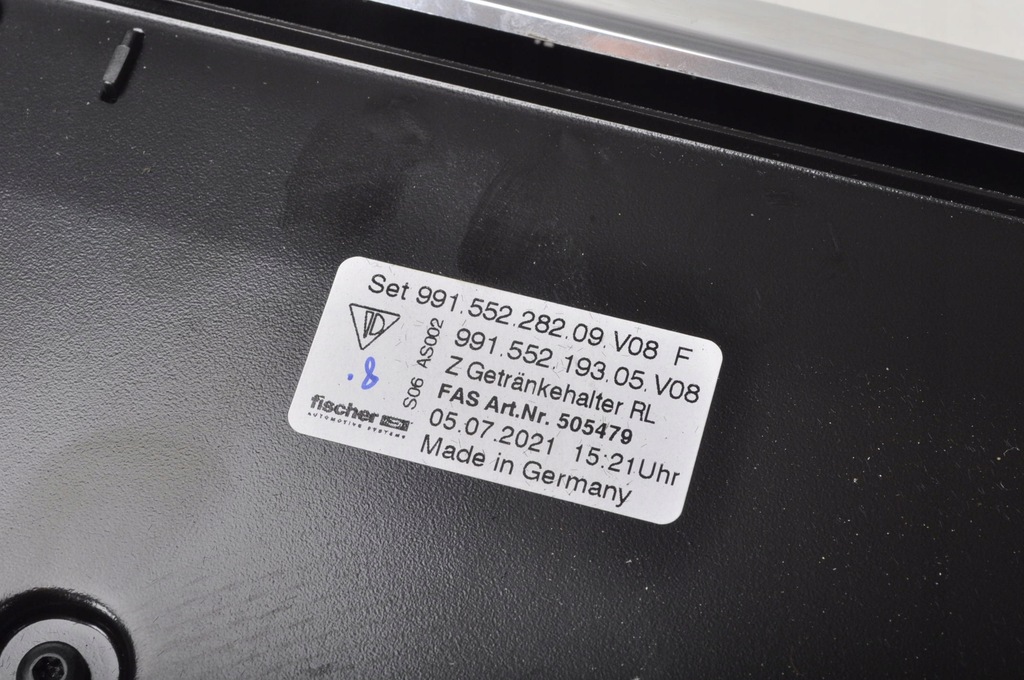 Set 991.552.282.09.V08 F
991.552.193.05.V08
Z Getränkehalter RL
FAS Art.Nr. 505479
05.07.2021 15:21Uhr
Made in Germany
S06 AS002
.8
fischer
AUTOMOTIVE SYSTEMS